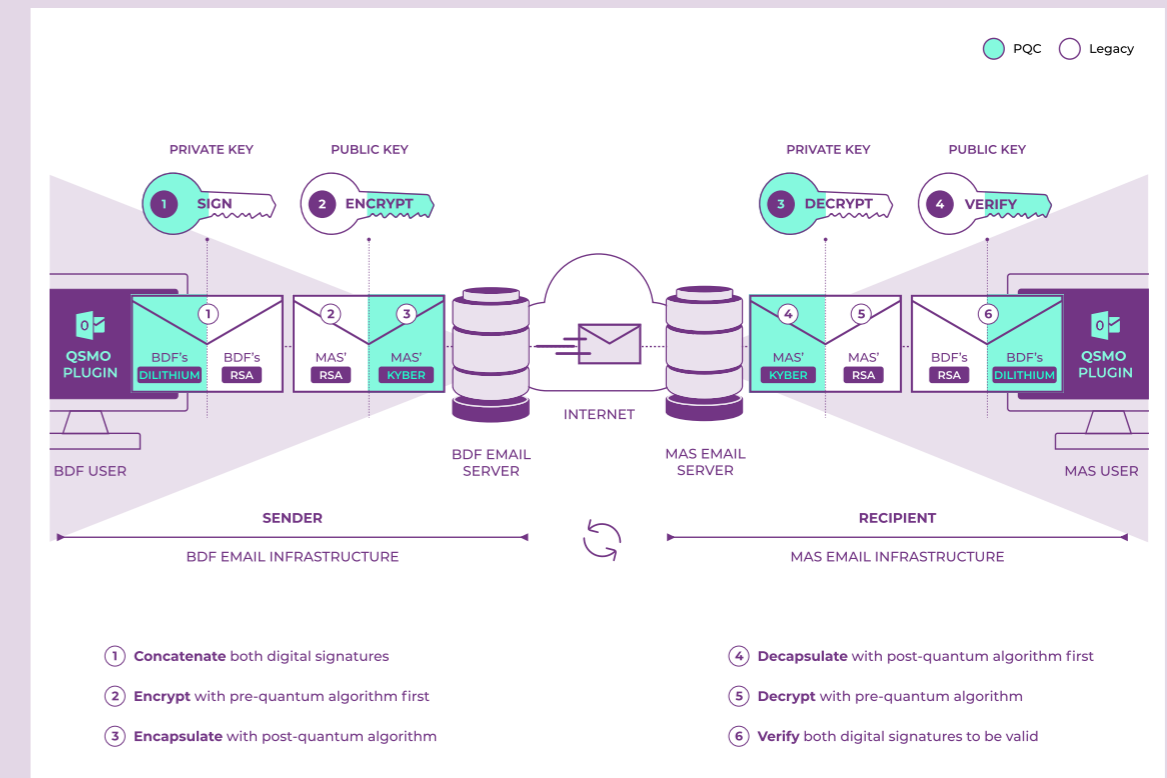 PQC
Legacy
PRIVATE KEY
PUBLIC KEY
PRIVATE KEY
PUBLIC KEY
1 SIGN
2 ENCRYPT
3 DECRYPT
4 VERIFY
QSMO
PLUGIN
1
BDF's
DILITHIUM
BDF's
RSA
2
MAS'
RSA
3
MAS'
KYBER
INTERNET
4
MAS'
KYBER
5
MAS'
RSA
6
BDF's
RSA
BDF's
DILITHIUM
QSMO
PLUGIN
BDF USER
BDF EMAIL
SERVER
MAS EMAIL
SERVER
MAS USER
SENDER
BDF EMAIL INFRASTRUCTURE
RECIPIENT
MAS EMAIL INFRASTRUCTURE
1 Concatenate both digital signatures
2 Encrypt with pre-quantum algorithm first
3 Encapsulate with post-quantum algorithm
4 Decapsulate with post-quantum algorithm first
5 Decrypt with pre-quantum algorithm
6 Verify both digital signatures to be valid